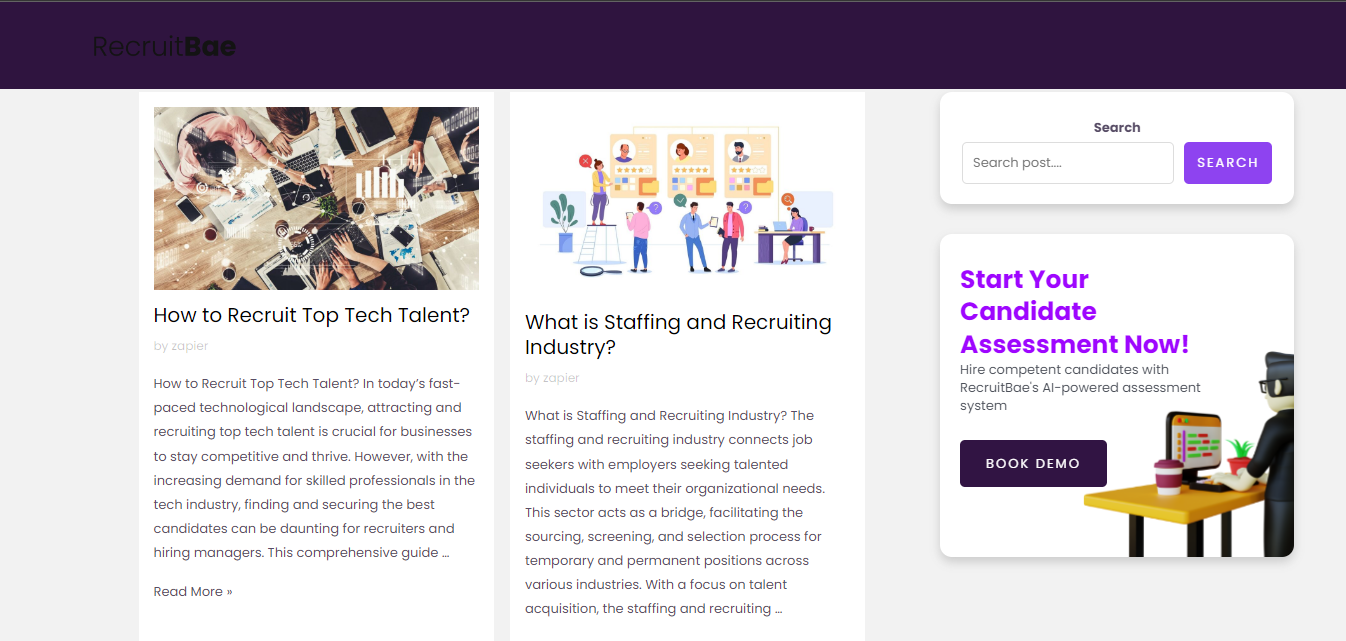 RecruitBae
How to Recruit Top Tech Talent?
by zapier
How to Recruit Top Tech Talent? In today’s fast-
paced technological landscape, attracting and
recruiting top tech talent is crucial for businesses
to stay competitive and thrive. However, with the
increasing demand for skilled professionals in the
tech industry, finding and securing the best
candidates can be daunting for recruiters and
hiring managers. This comprehensive guide …
Read More »
What is Staffing and Recruiting
Industry?
by zapier
What is Staffing and Recruiting Industry? The
staffing and recruiting industry connects job
seekers with employers seeking talented
individuals to meet their organizational needs.
This sector acts as a bridge, facilitating the
sourcing, screening, and selection process for
temporary and permanent positions across
various industries. With a focus on talent
acquisition, the staffing and recruiting …
Search
Search post....
SEARCH
Start Your
Candidate
Assessment Now!
Hire competent candidates with
RecruitBae's AI-powered assessment
system
BOOK DEMO